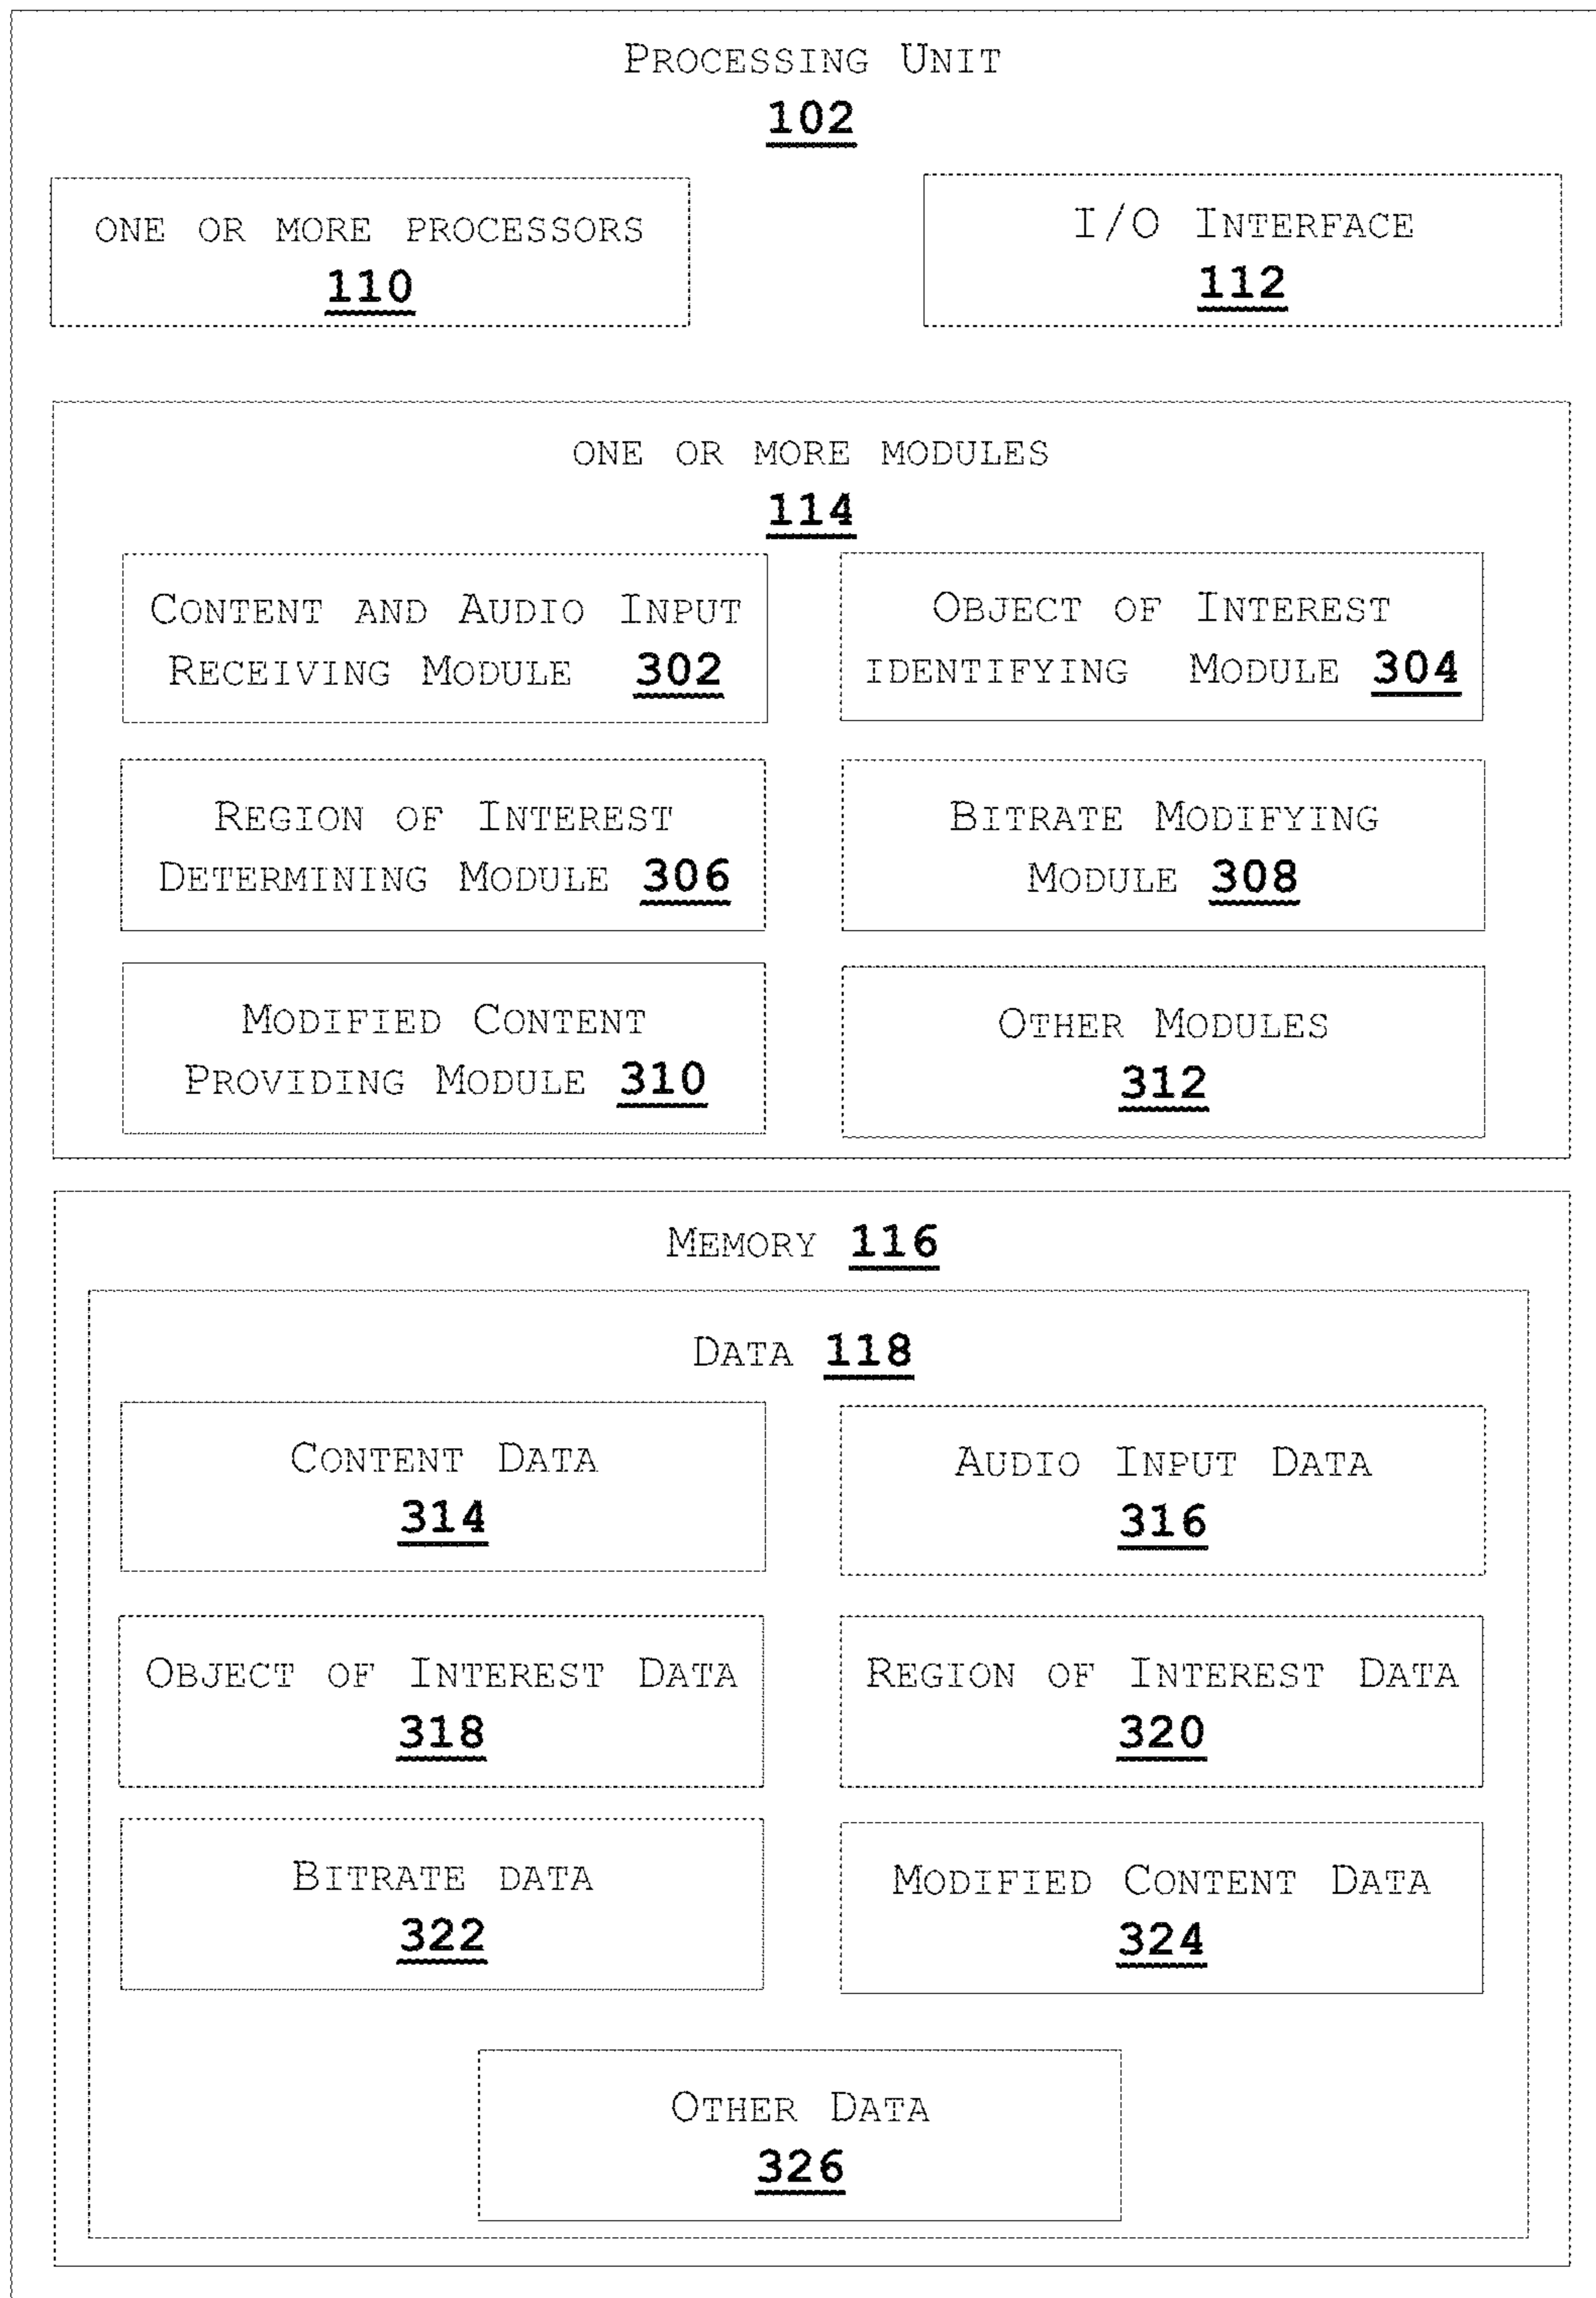 PROCESSING UNIT
102
ONE OR MORE PROCESSORS
110
I/O INTERFACE
112
ONE OR MORE MODULES
114
CONTENT AND AUDIO INPUT
RECEIVING MODULE 302
OBJECT OF INTEREST
IDENTIFYING MODULE 304
REGION OF INTEREST
DETERMINING MODULE 306
BITRATE MODIFYING
MODULE 308
MODIFIED CONTENT
PROVIDING MODULE 310
OTHER MODULES
312
MEMORY 116
DATA 118
CONTENT DATA
314
AUDIO INPUT DATA
316
OBJECT OF INTEREST DATA
318
REGION OF INTEREST DATA
320
BITRATE DATA
322
MODIFIED CONTENT DATA
324
OTHER DATA
326